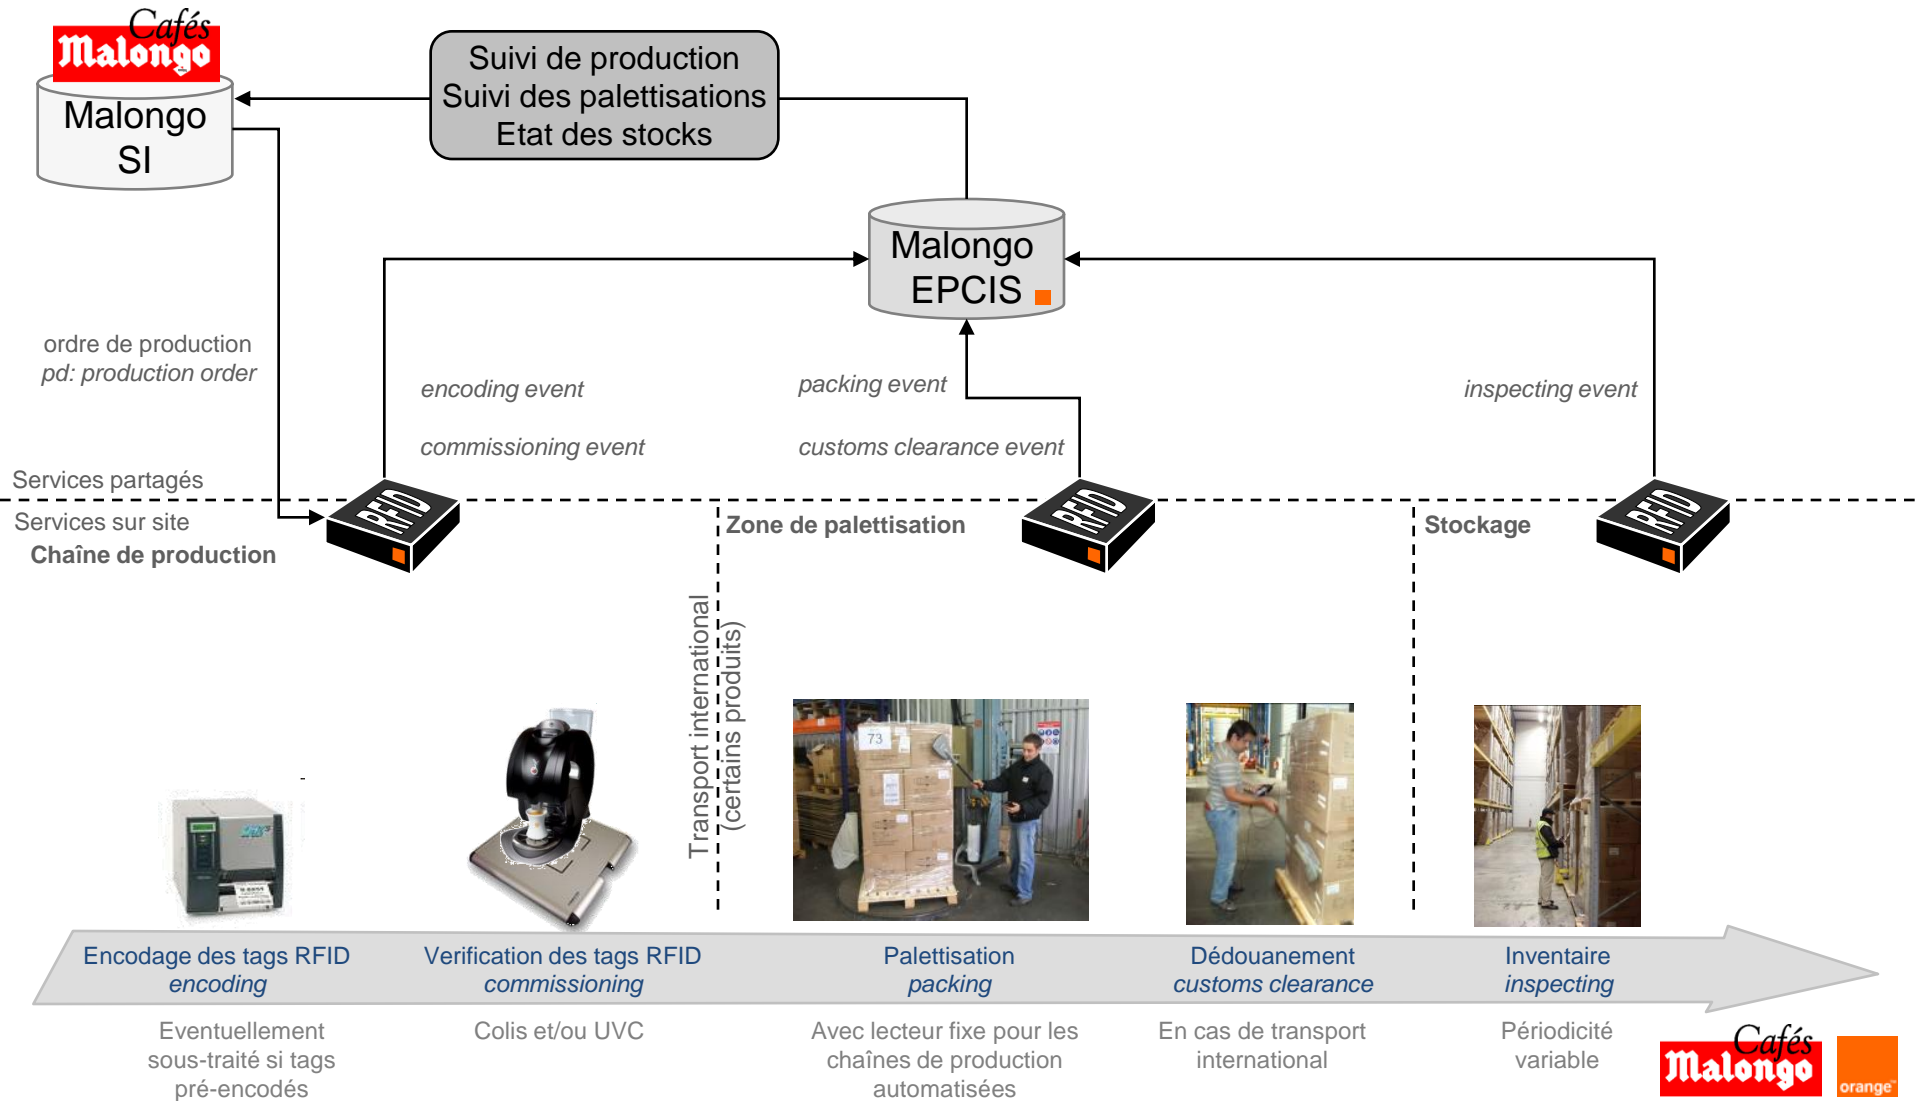 Cafés
Malongo
Malongo
SI
Suivi de production
Suivi des palettisations
Etat des stocks
Malongo
EPCIS
ordre de production
pd: production order
encoding event
commissioning event
packing event
customs clearance event
inspecting event
Services partagés
Services sur site
Chaîne de production
RFID
Zone de palettisation
RFID
Stockage
RFID
Transport international
(certains produits)
73
Encodage des tags RFID
encoding
Verification des tags RFID
commissioning
Palettisation
packing
Dédouanement
customs clearance
Inventaire
inspecting
Eventuellement
sous-traité si tags
pré-encodés
Colis et/ou UVC
Avec lecteur fixe pour les
chaînes de production
automatisées
En cas de transport
international
Périodicité
variable
Cafés
Malongo
orange™